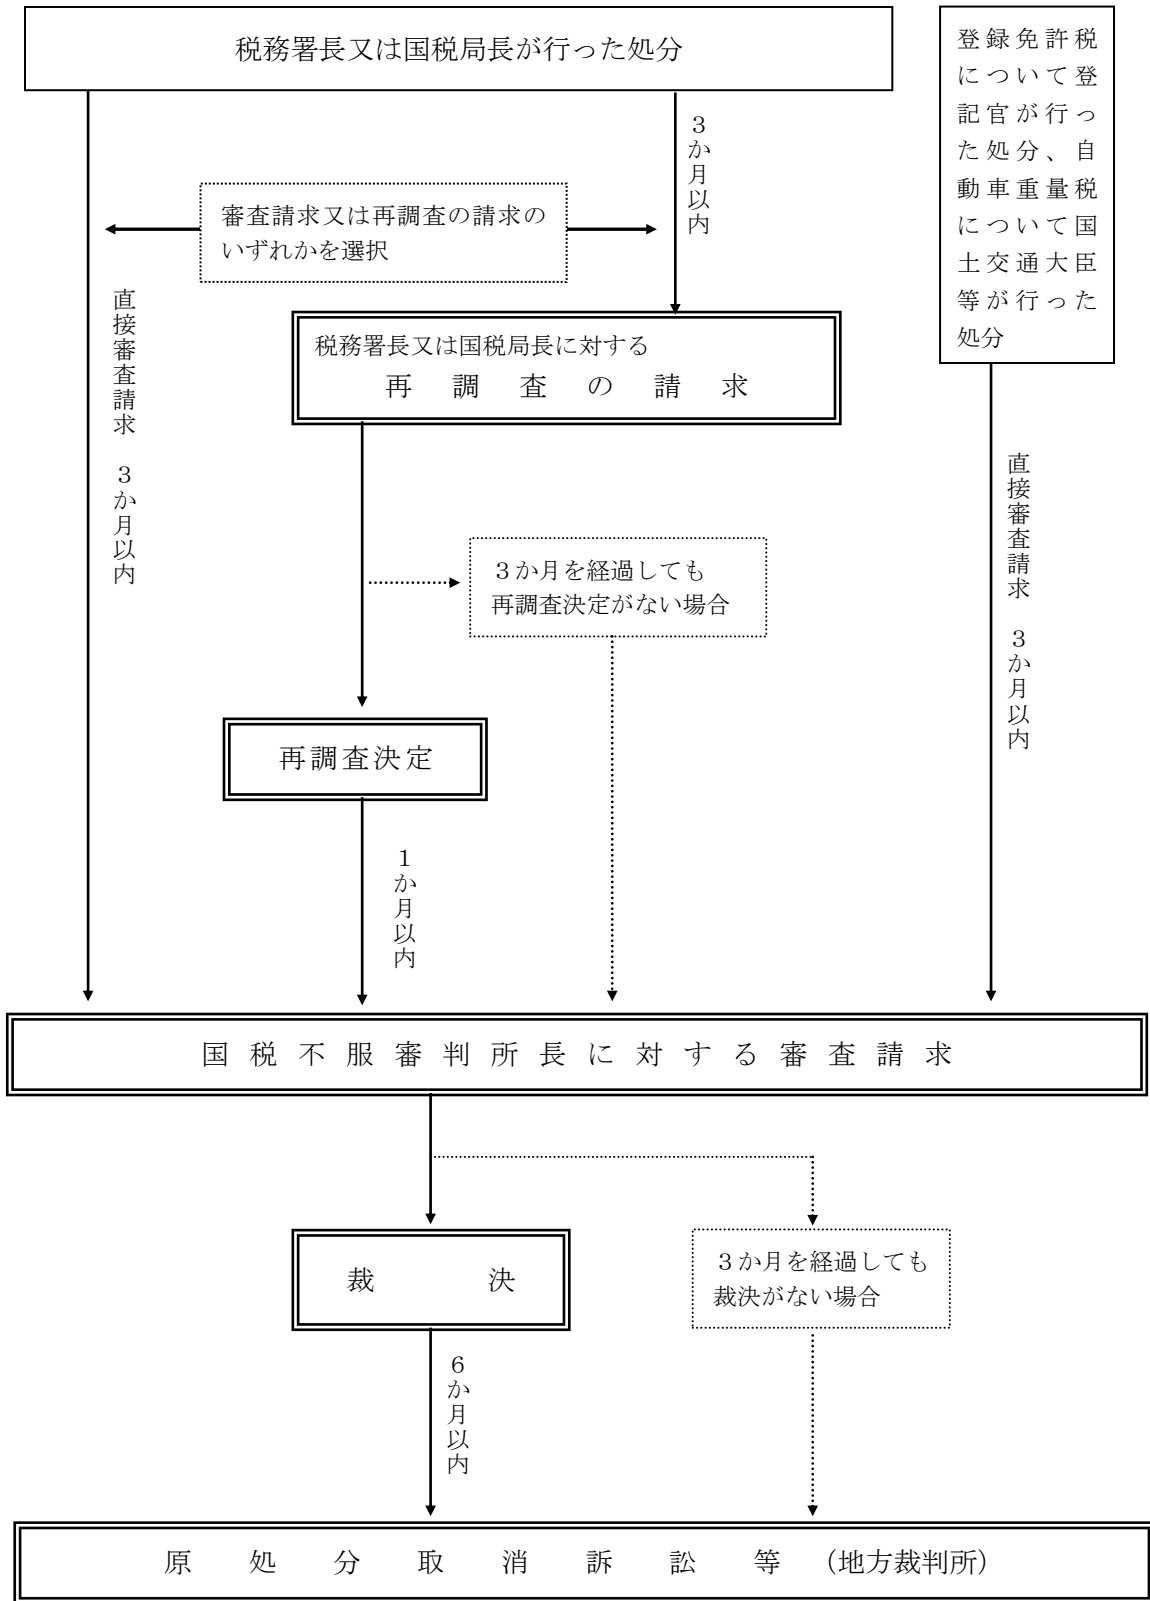 税務署長又は国税局長が行った処分
登録免許税
について登
記官が行っ
た処分、自
動車重量税
について国
土交通大臣
等が行った
処分
３か月以内
審査請求又は再調査の請求の
いずれかを選択
直接審査請求　３か月以内
税務署長又は国税局長に対する
再調査の請求
直接審査請求　３か月以内
３か月を経過しても
再調査決定がない場合
再調査決定
１か月以内
国税不服審判所長に対する審査請求
裁決
３か月を経過しても
裁決がない場合
６か月以内
原処分取消訴訟等（地方裁判所）